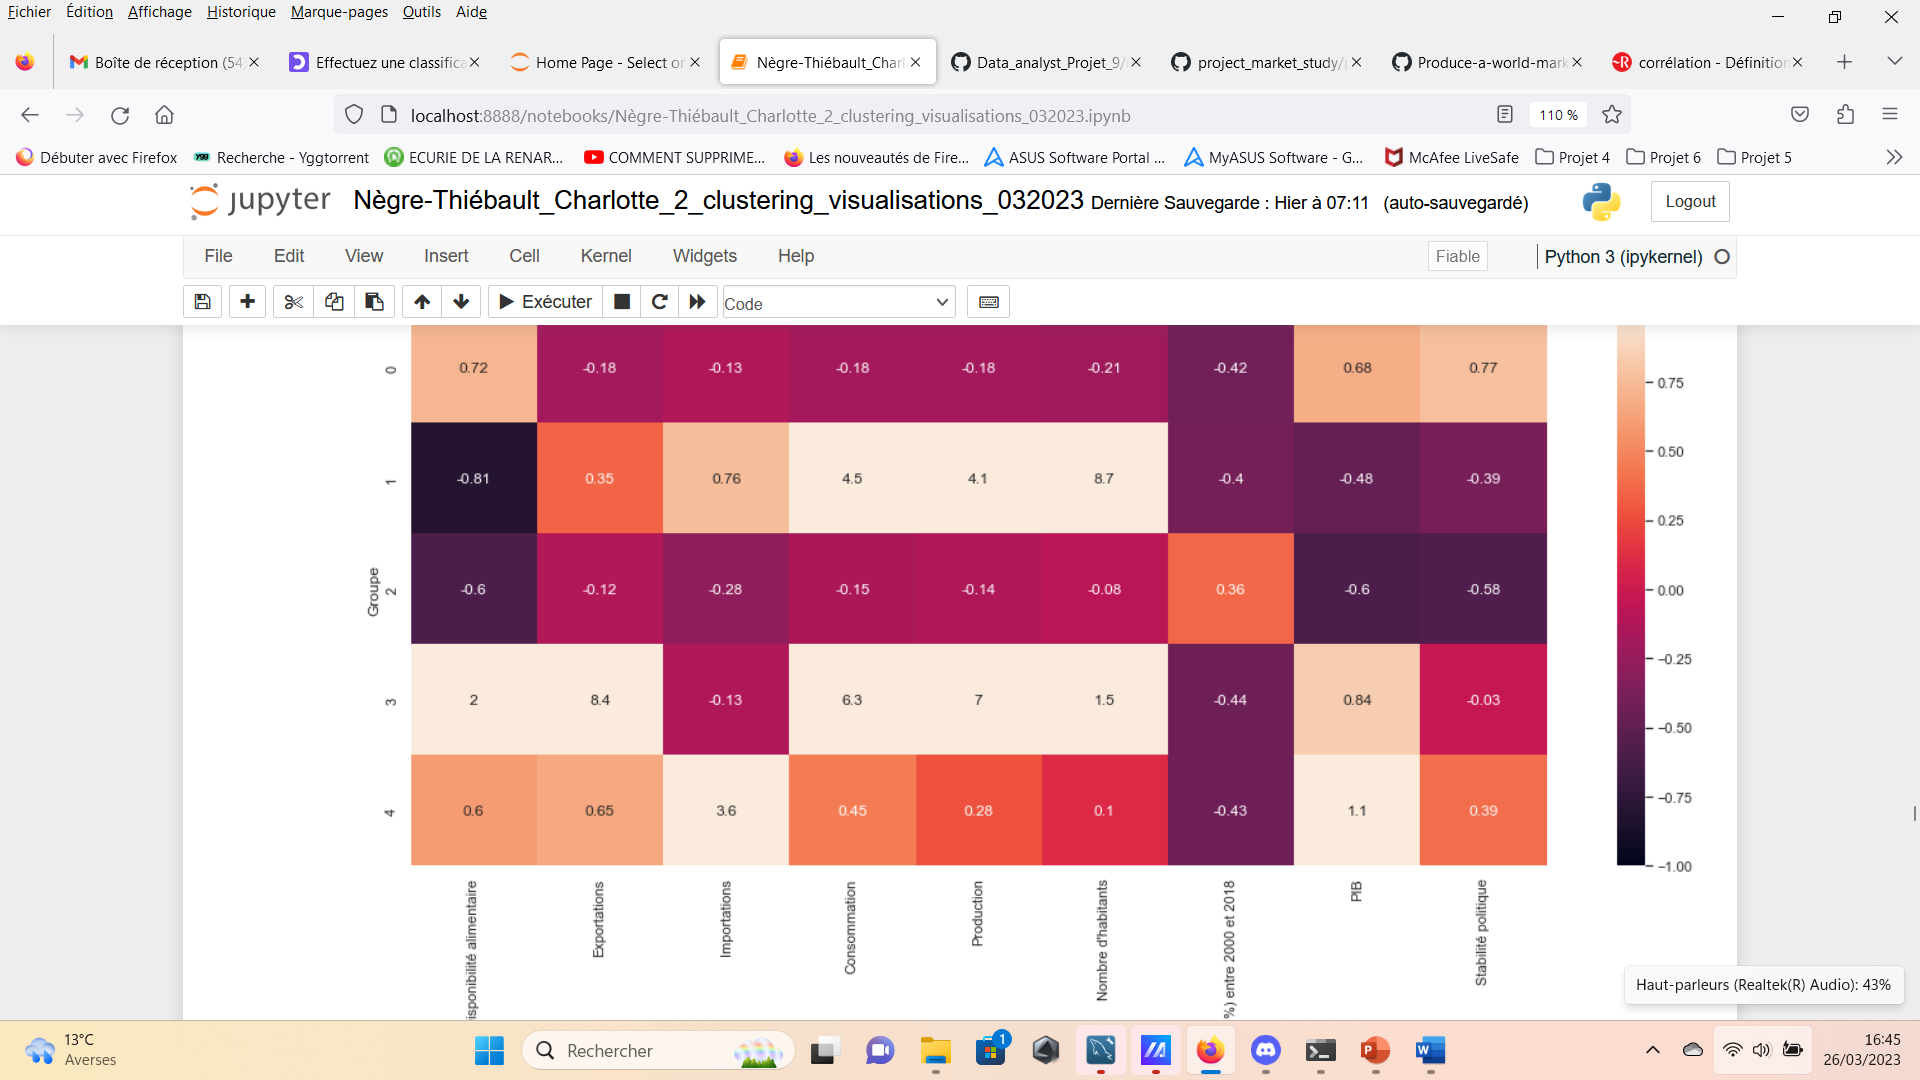 Fichier Édition Affichage Historique Marque-pages Outils Aide
Boîte de réception (54
Effectuez une classifica
Home Page - Select or
Nègre-Thiébault_Charl
Data_analyst_Projet_9/
project_market_study/
Produce-a-world-mark
corrélation - Définition
localhost:8888/notebooks/Nègre-Thiébault_Charlotte_2_clustering_visualisations_032023.ipynb
110 %
Débuter avec Firefox
Recherche - Yggtorrent
ECURIE DE LA RENAR...
COMMENT SUPPRIME...
Les nouveautés de Fire...
ASUS Software Portal ...
MyASUS Software - G...
McAfee LiveSafe
Projet 4
Projet 6
Projet 5
jupyter Nègre-Thiébault_Charlotte_2_clustering_visualisations_032023 Dernière Sauvegarde : Hier à 07:11 (auto-sauvegardé)
Logout
File Edit View Insert Cell Kernel Widgets Help
Fiable
Python 3 (ipykernel)
Exécuter
Code
0 0.72 -0.18 -0.13 -0.18 -0.18 -0.21 -0.42 0.68 0.77
1 -0.81 0.35 0.76 4.5 4.1 8.7 -0.4 -0.48 -0.39
2 -0.6 -0.12 -0.28 -0.15 -0.14 -0.08 0.36 -0.6 -0.58
3 2 8.4 -0.13 6.3 7 1.5 -0.44 0.84 -0.03
4 0.6 0.65 3.6 0.45 0.28 0.1 -0.43 1.1 0.39
Groupe
isponibilité alimentaire
Exportations
Importations
Consommation
Production
Nombre d'habitants
%) entre 2000 et 2018
PIB
Stabilité politique
0.75
0.50
0.25
0.00
−0.25
−0.50
−0.75
−1.00
Haut-parleurs (Realtek(R) Audio): 43%
13°C
Averses
Rechercher
1
16:45
26/03/2023